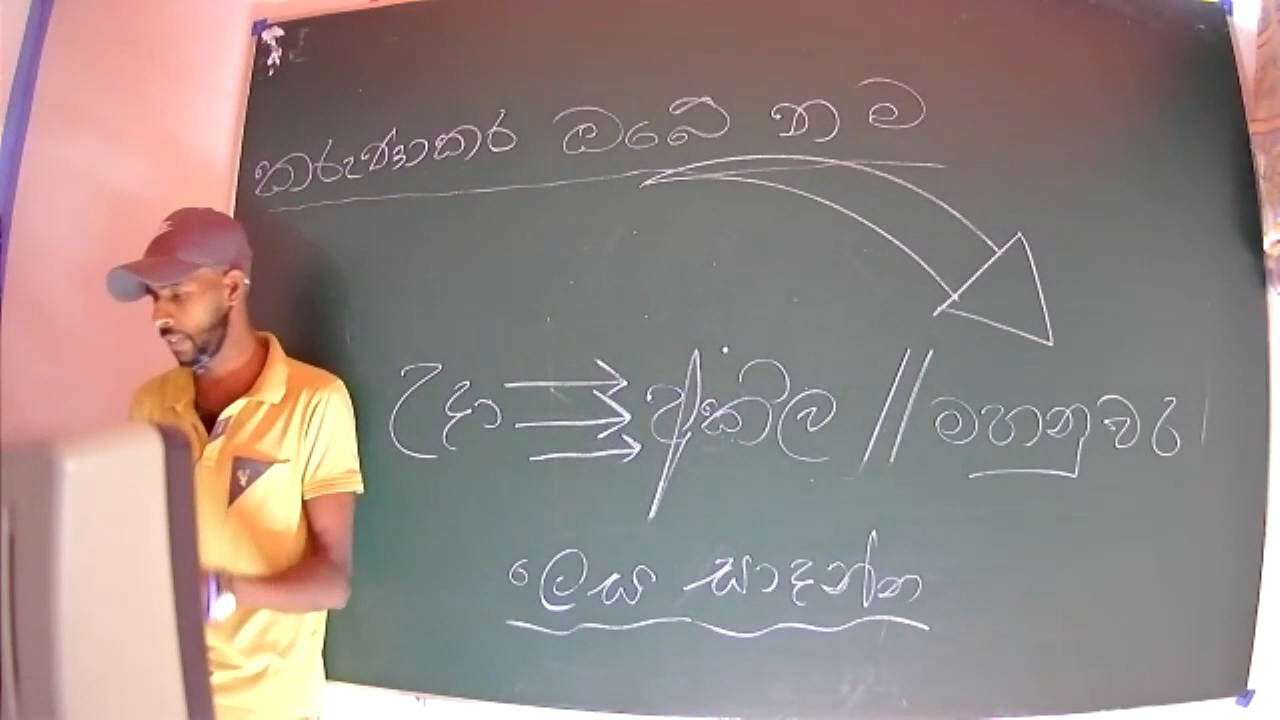 කරුණාකර ඔබේ නම
උදා අකිල // මහනුවර
ලෙස සාදන්න